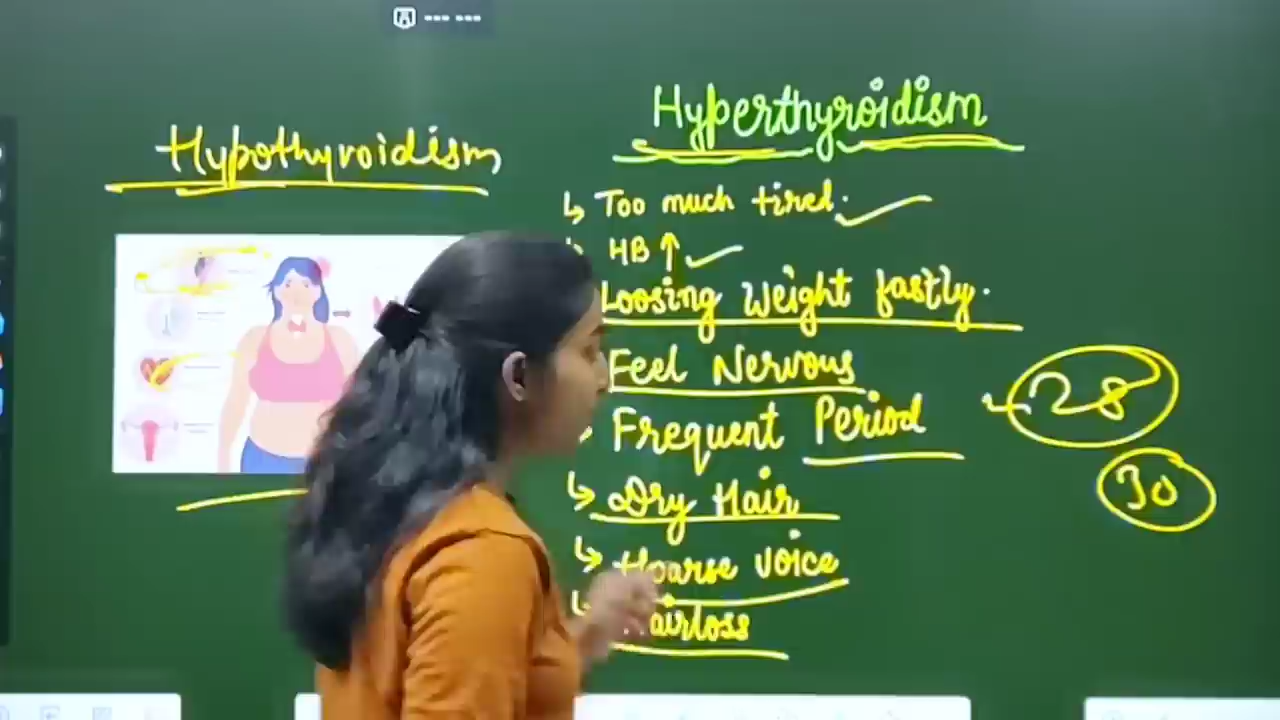 Hypothyroidism
Hyperthyroidism
↳ Too much tired.
↳ HB ↑
Loosing Weight fastly.
Feel Nervous
Frequent Period
28
30
↳ Dry Hair
↳ Hoarse voice
↳ Hairloss